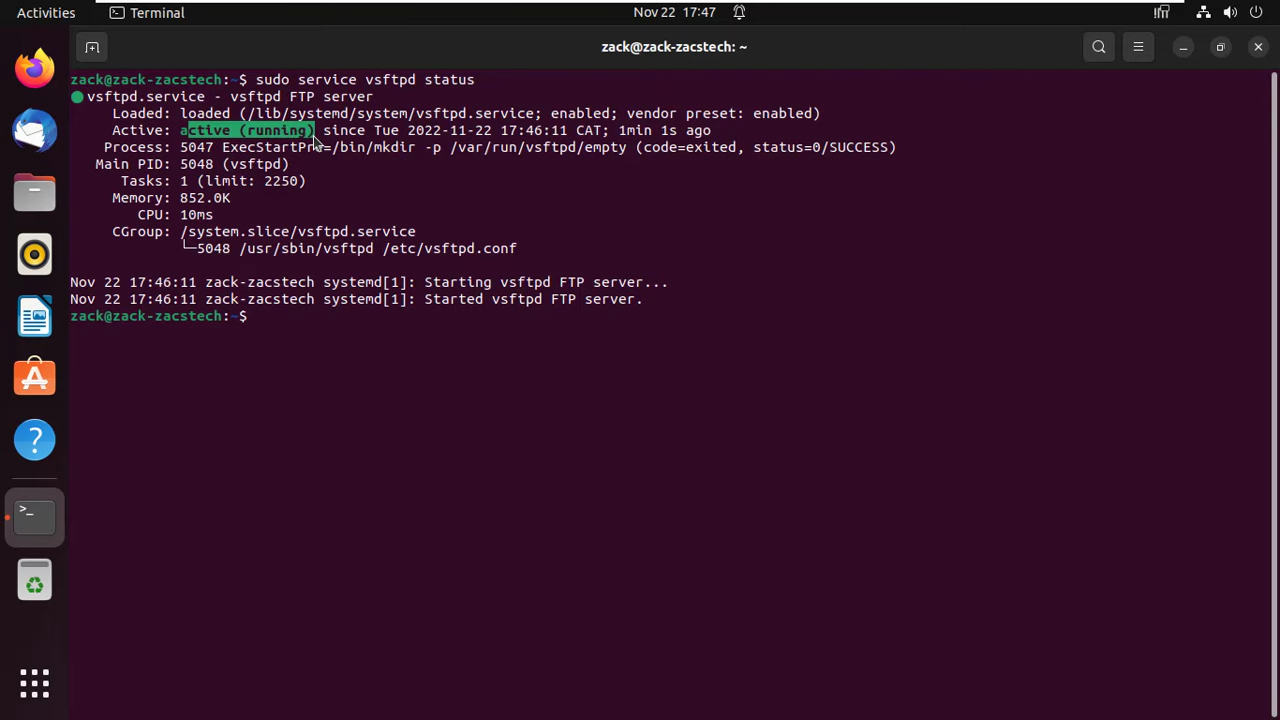 Activities
Terminal
Nov 22 17:47
zack@zack-zacstech: ~
zack@zack-zacstech:~$ sudo service vsftpd status
● vsftpd.service - vsftpd FTP server
Loaded: loaded (/lib/systemd/system/vsftpd.service; enabled; vendor preset: enabled)
Active: active (running) since Tue 2022-11-22 17:46:11 CAT; 1min 1s ago
Process: 5047 ExecStartPre=/bin/mkdir -p /var/run/vsftpd/empty (code=exited, status=0/SUCCESS)
Main PID: 5048 (vsftpd)
Tasks: 1 (limit: 2250)
Memory: 852.0K
CPU: 10ms
CGroup: /system.slice/vsftpd.service
└─5048 /usr/sbin/vsftpd /etc/vsftpd.conf
Nov 22 17:46:11 zack-zacstech systemd[1]: Starting vsftpd FTP server...
Nov 22 17:46:11 zack-zacstech systemd[1]: Started vsftpd FTP server.
zack@zack-zacstech:~$